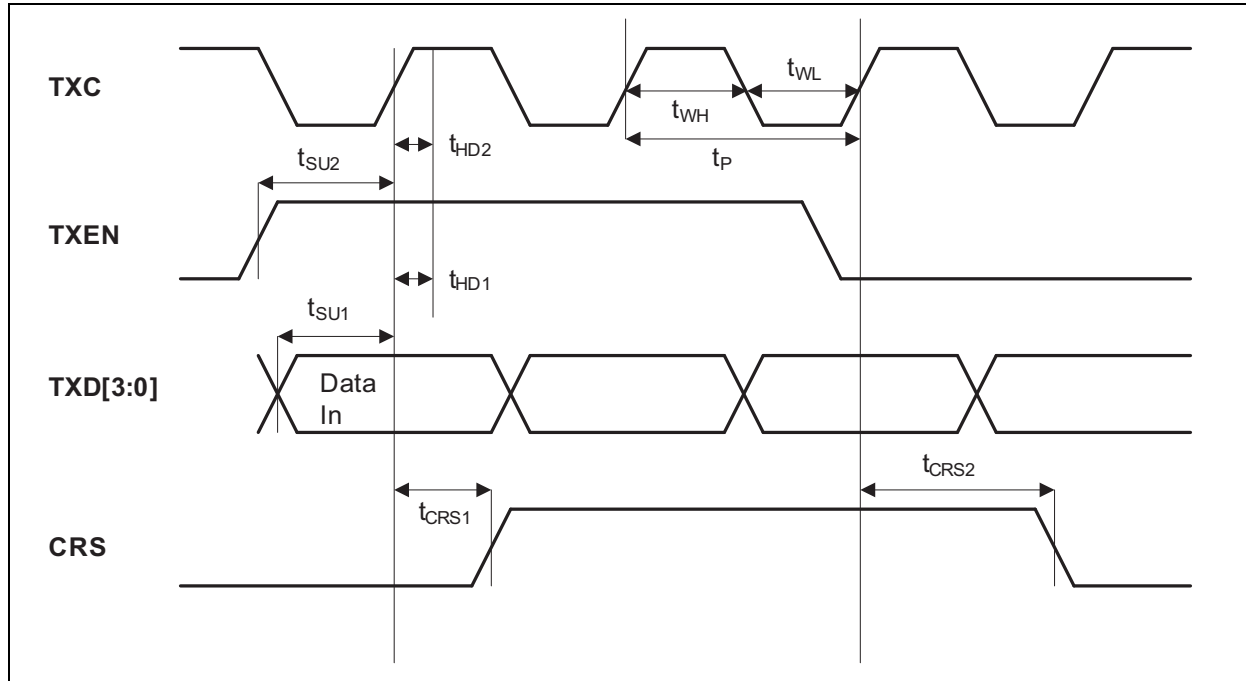 TXC
t_WL
t_WH
t_HD2
t_P
t_SU2
TXEN
t_HD1
t_SU1
TXD[3:0]
Data
In
t_CRS2
t_CRS1
CRS